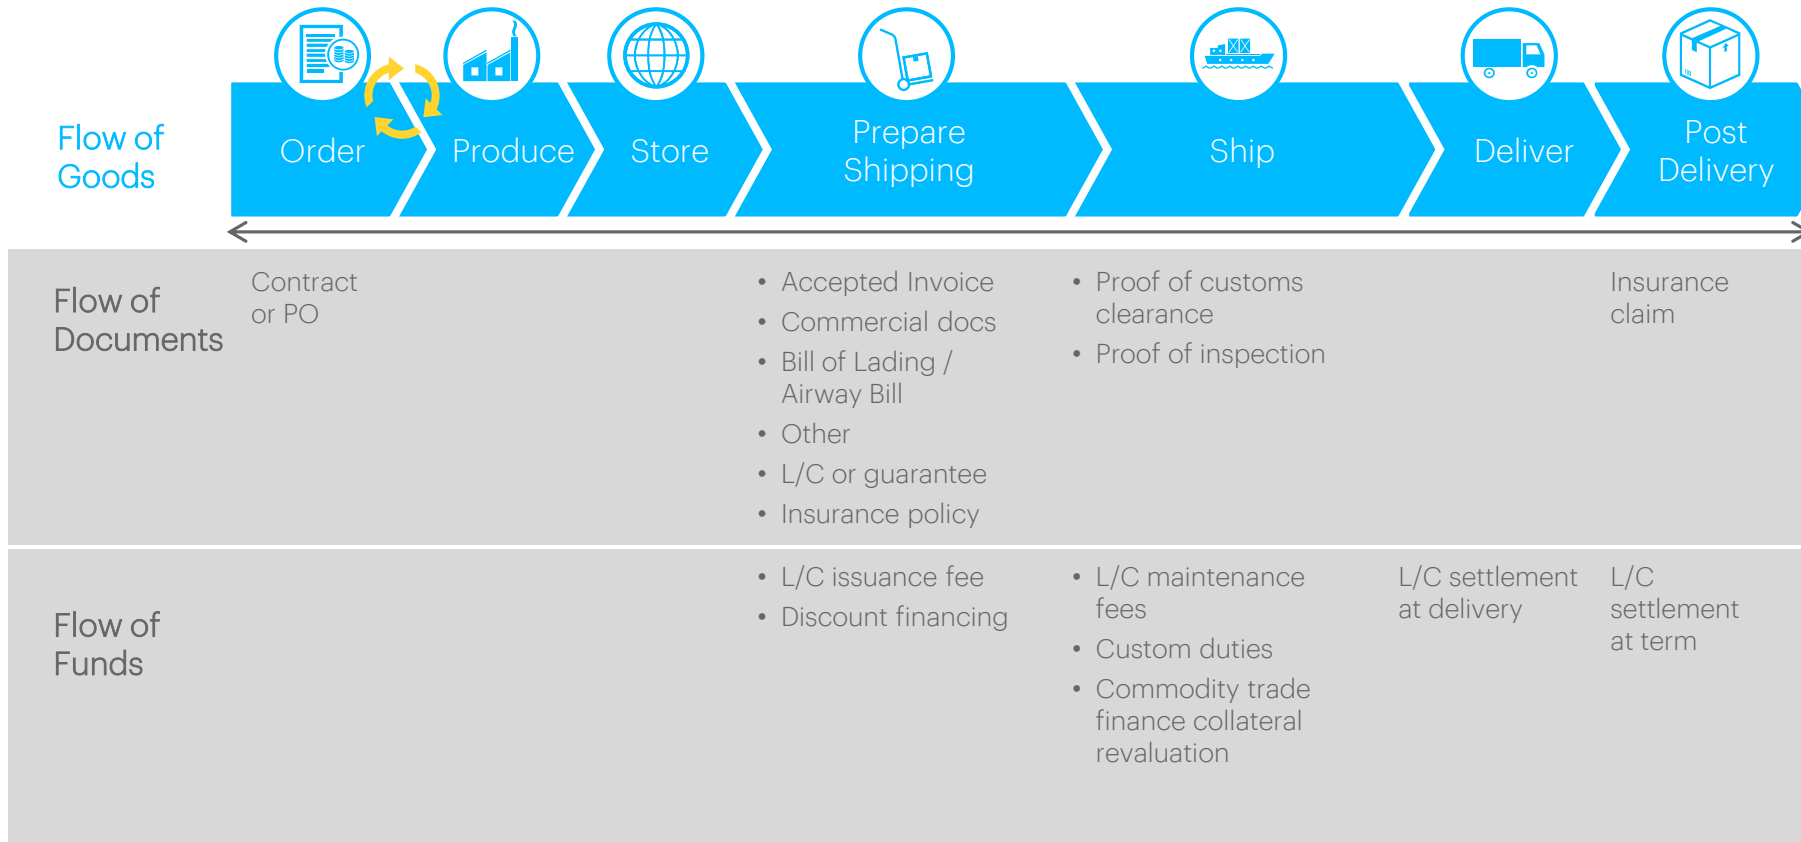 Flow of
Goods
Order
Produce
Store
Prepare
Shipping
Ship
Deliver
Post
Delivery
Flow of
Documents
Contract
or PO
• Accepted Invoice
• Commercial docs
• Bill of Lading /
Airway Bill
• Other
• L/C or guarantee
• Insurance policy
• Proof of customs
clearance
• Proof of inspection
Insurance
claim
Flow of
Funds
• L/C issuance fee
• Discount financing
• L/C maintenance
fees
• Custom duties
• Commodity trade
finance collateral
revaluation
L/C settlement
at delivery
L/C
settlement
at term